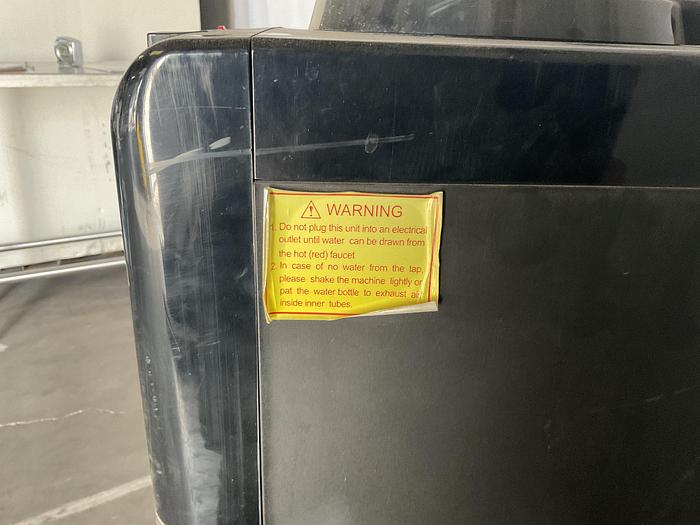 WARNING
1. Do not plug this unit into an electrical
outlet until water can be drawn from
the hot (red) faucet
2. In case of no water from the tap,
please shake the machine lightly or
pat the water bottle to exhaust air
inside inner tubes.